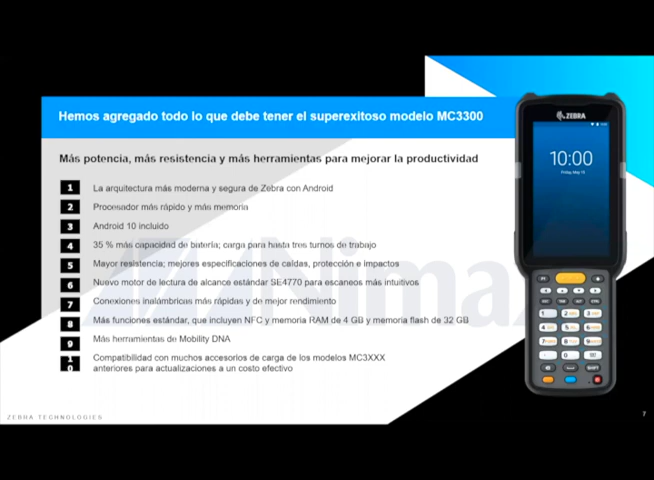 Hemos agregado todo lo que debe tener el superexitoso modelo MC3300
Más potencia, más resistencia y más herramientas para mejorar la productividad
1 La arquitectura más moderna y segura de Zebra con Android
2 Procesador más rápido y más memoria
3 Android 10 incluido
4 35 % más capacidad de batería; carga para hasta tres turnos de trabajo
5 Mayor resistencia; mejores especificaciones de caídas, protección e impactos
6 Nuevo motor de lectura de alcance estándar SE4770 para escaneos más intuitivos
7 Conexiones inalámbricas más rápidas y de mejor rendimiento
8 Más funciones estándar, que incluyen NFC y memoria RAM de 4 GB y memoria flash de 32 GB
9 Más herramientas de Mobility DNA
10 Compatibilidad con muchos accesorios de carga de los modelos MC3XXX
anteriores para actualizaciones a un costo efectivo
ZEBRA
10:00
ZEBRA TECHNOLOGIES
7